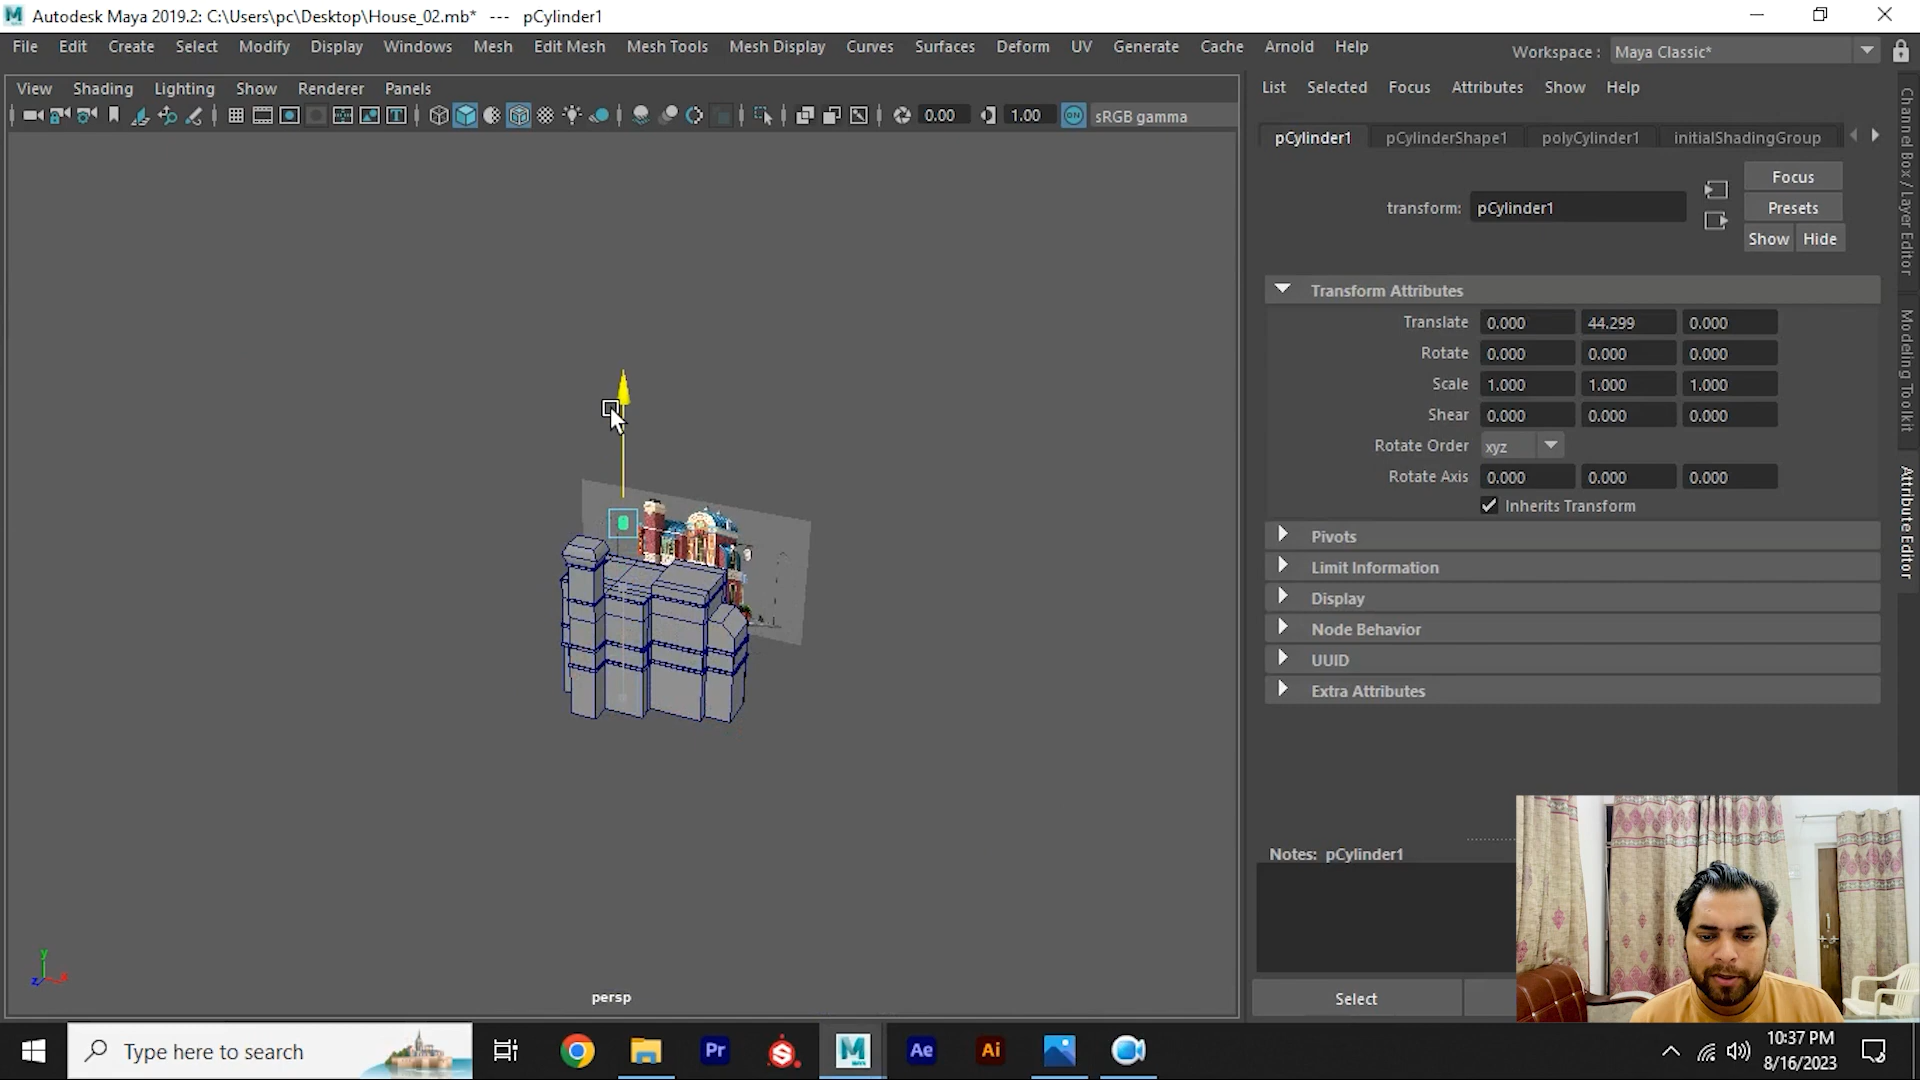 Autodesk Maya 2019.2: C:\Users\pc\Desktop\House_02.mb* --- pCylinder1
File Edit Create Select Modify Display Windows Mesh Edit Mesh Mesh Tools Mesh Display Curves Surfaces Deform UV Generate Cache Arnold Help
Workspace : Maya Classic*
View Shading Lighting Show Renderer Panels
0.00 1.00 ON sRGB gamma
List Selected Focus Attributes Show Help
pCylinder1 pCylinderShape1 polyCylinder1 initialShadingGroup
transform: pCylinder1
Focus
Presets
Show Hide
Transform Attributes
Translate 0.000 44.299 0.000
Rotate 0.000 0.000 0.000
Scale 1.000 1.000 1.000
Shear 0.000 0.000 0.000
Rotate Order xyz
Rotate Axis 0.000 0.000 0.000
Inherits Transform
Pivots
Limit Information
Display
Node Behavior
UUID
Extra Attributes
Notes: pCylinder1
Select
Channel Box / Layer Editor
Modeling Toolkit
Attribute Editor
y
z x
persp
Type here to search
Pr
Ae
Ai
10:37 PM
8/16/2023